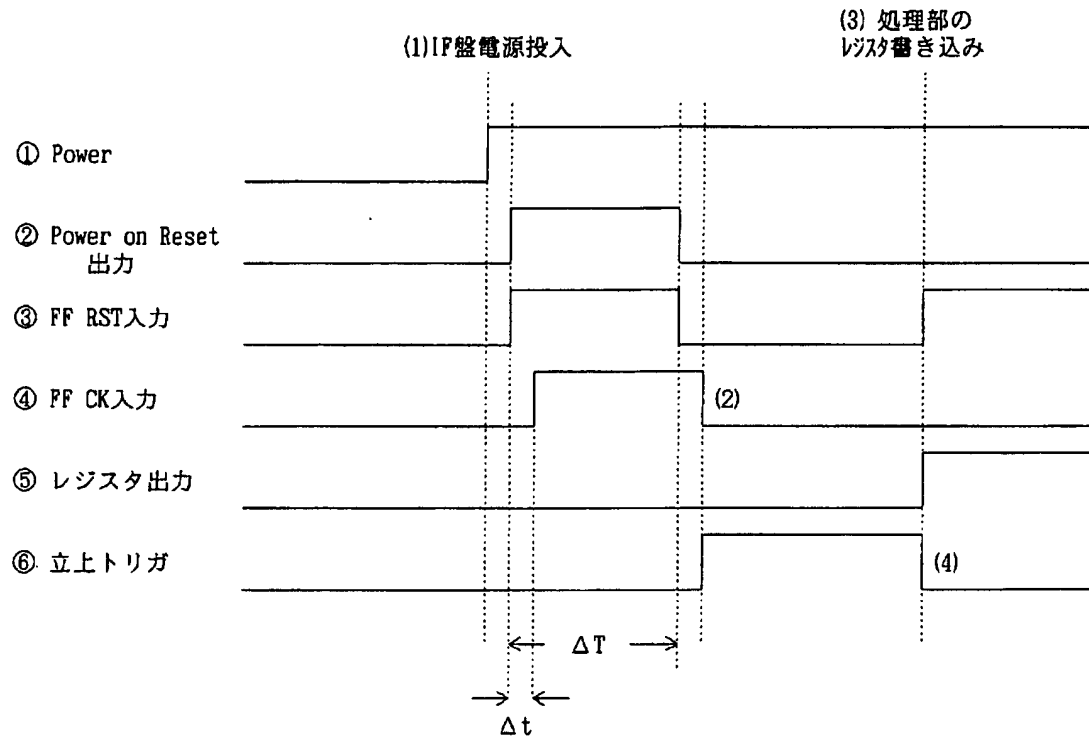 (1)IF盤電源投入
(3) 処理部の
レジスタ書き込み
① Power
② Power on Reset
出力
③ FF RST入力
④ FF CK入力
(2)
⑤ レジスタ出力
⑥ 立上トリガ
(4)
ΔT
Δt